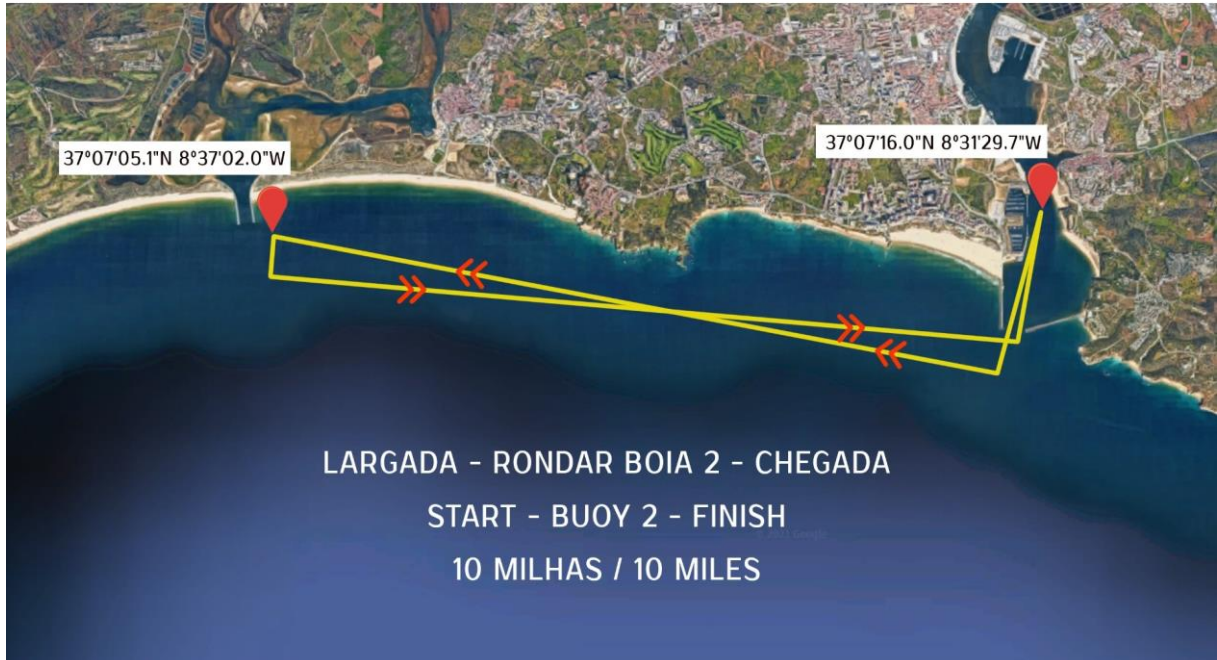 37°07'05.1"N 8°37'02.0"W
37°07'16.0"N 8°31'29.7"W
LARGADA - RONDAR BOIA 2 - CHEGADA
START - BUOY 2 - FINISH
10 MILHAS / 10 MILES